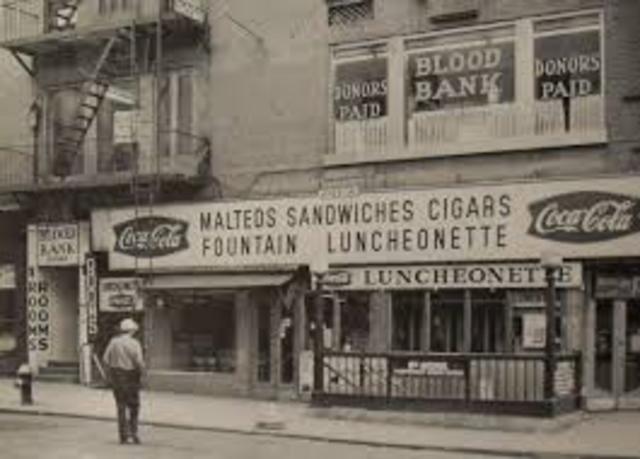 DONORS
PAID
BLOOD
BANK
DONORS
PAID
Coca-Cola
MALTEDS SANDWICHES CIGARS
FOUNTAIN LUNCHEONETTE
Coca-Cola
LUNCHEONETTE
BLOOD
BANK
ROOMS
ROOMS